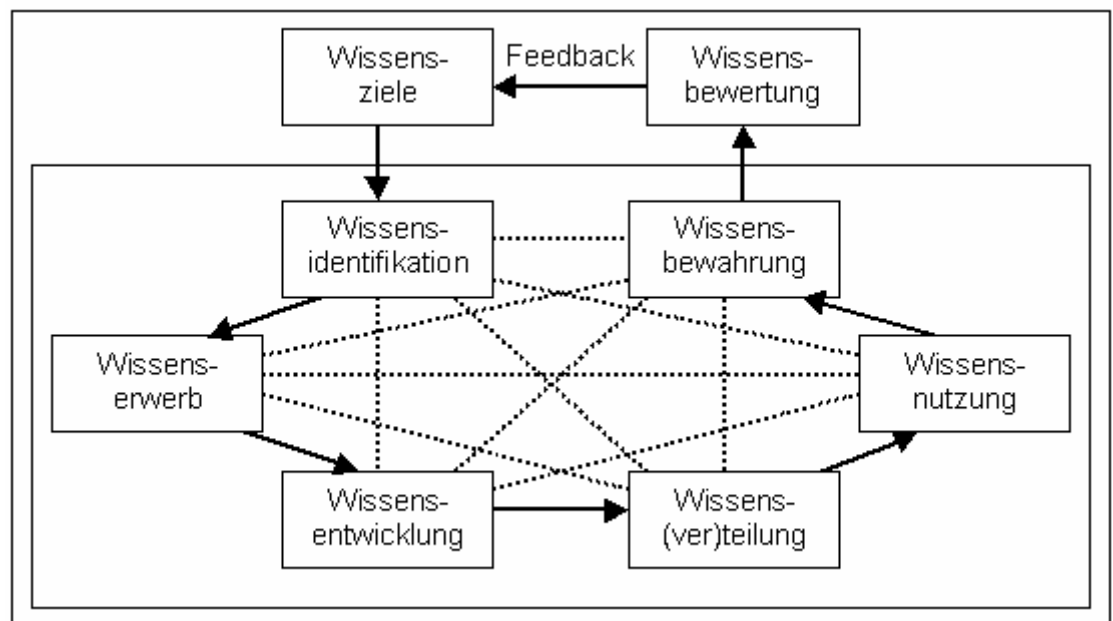 Wissens-
ziele
Feedback
Wissens-
bewertung
Wissens-
identifikation
Wissens-
bewahrung
Wissens-
erwerb
Wissens-
nutzung
Wissens-
entwicklung
Wissens-
(ver)teilung